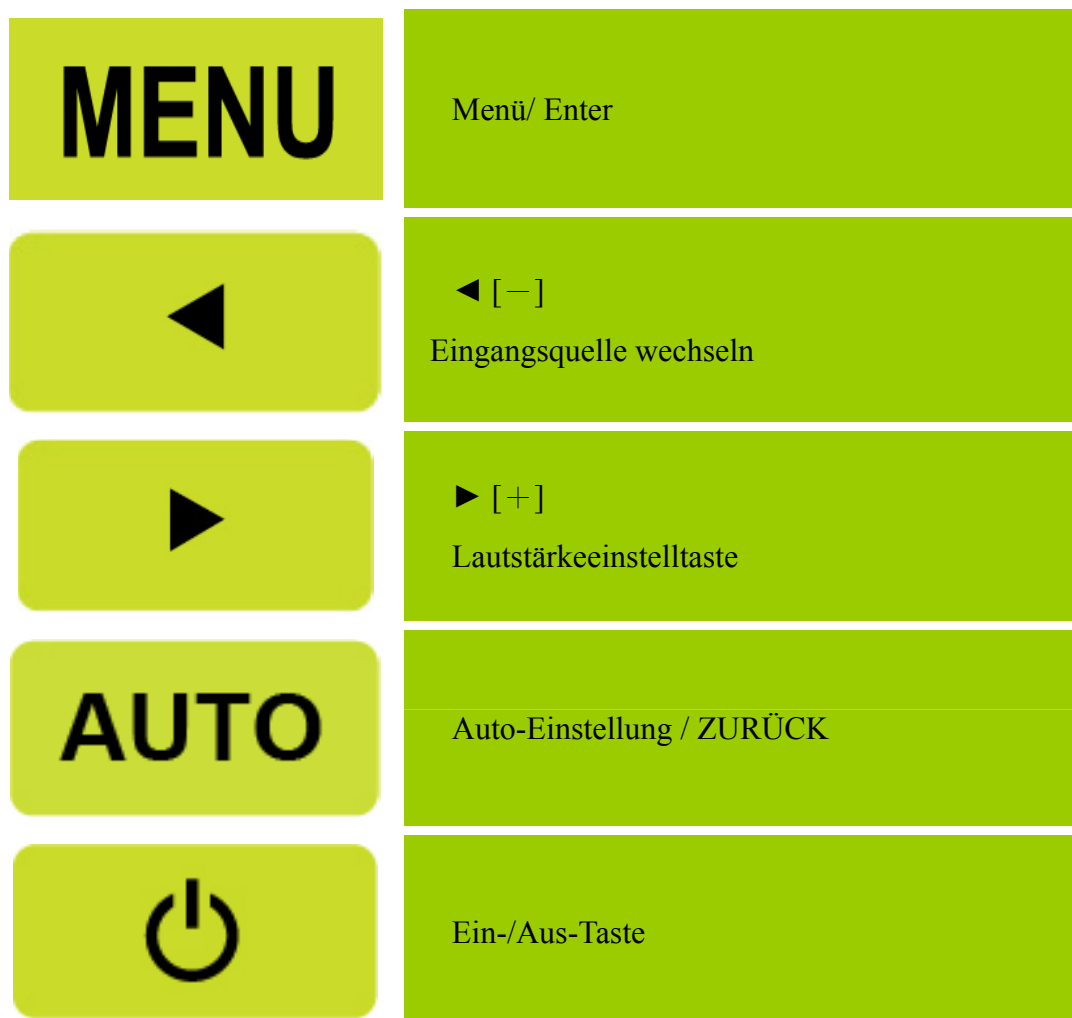 MENU
Menü/ Enter
◄ [－]
Eingangsquelle wechseln
► [＋]
Lautstärkeeinstelltaste
AUTO
Auto-Einstellung / ZURÜCK
Ein-/Aus-Taste